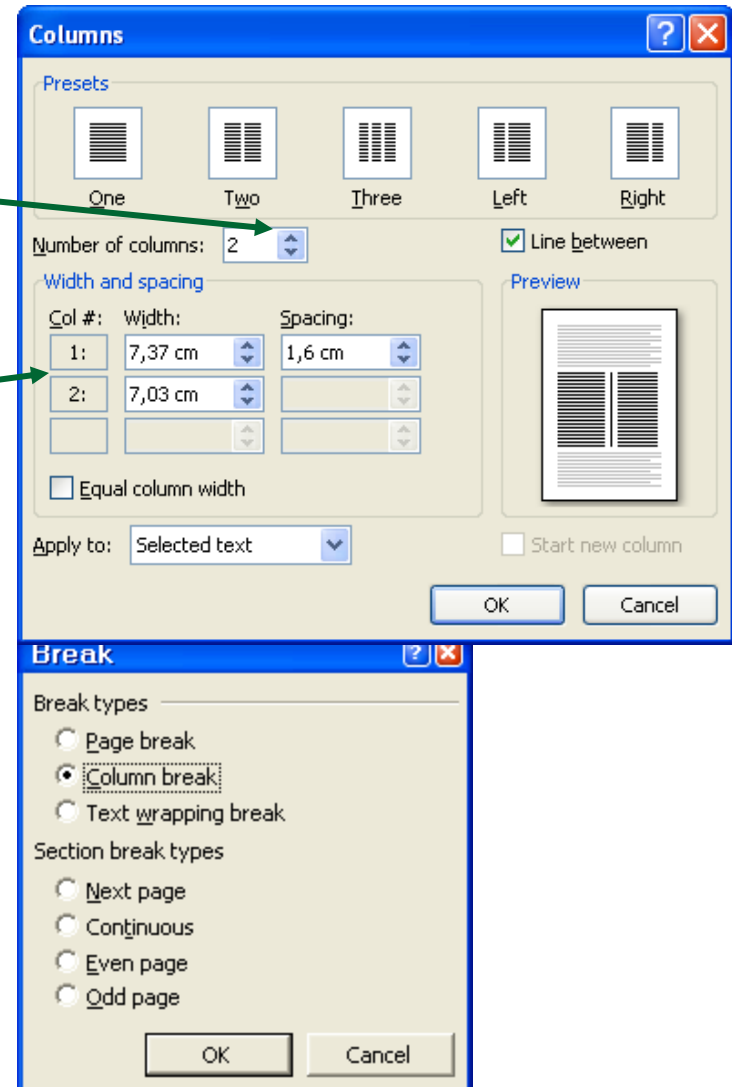 Columns
Presets
One Two Three Left Right
Number of columns: 2 Line between
Width and spacing Preview
Col #: Width: Spacing:
1: 7,37 cm 1,6 cm
2: 7,03 cm
Equal column width
Apply to: Selected text Start new column
OK Cancel
Break
Break types
Page break
Column break
Text wrapping break
Section break types
Next page
Continuous
Even page
Odd page
OK Cancel